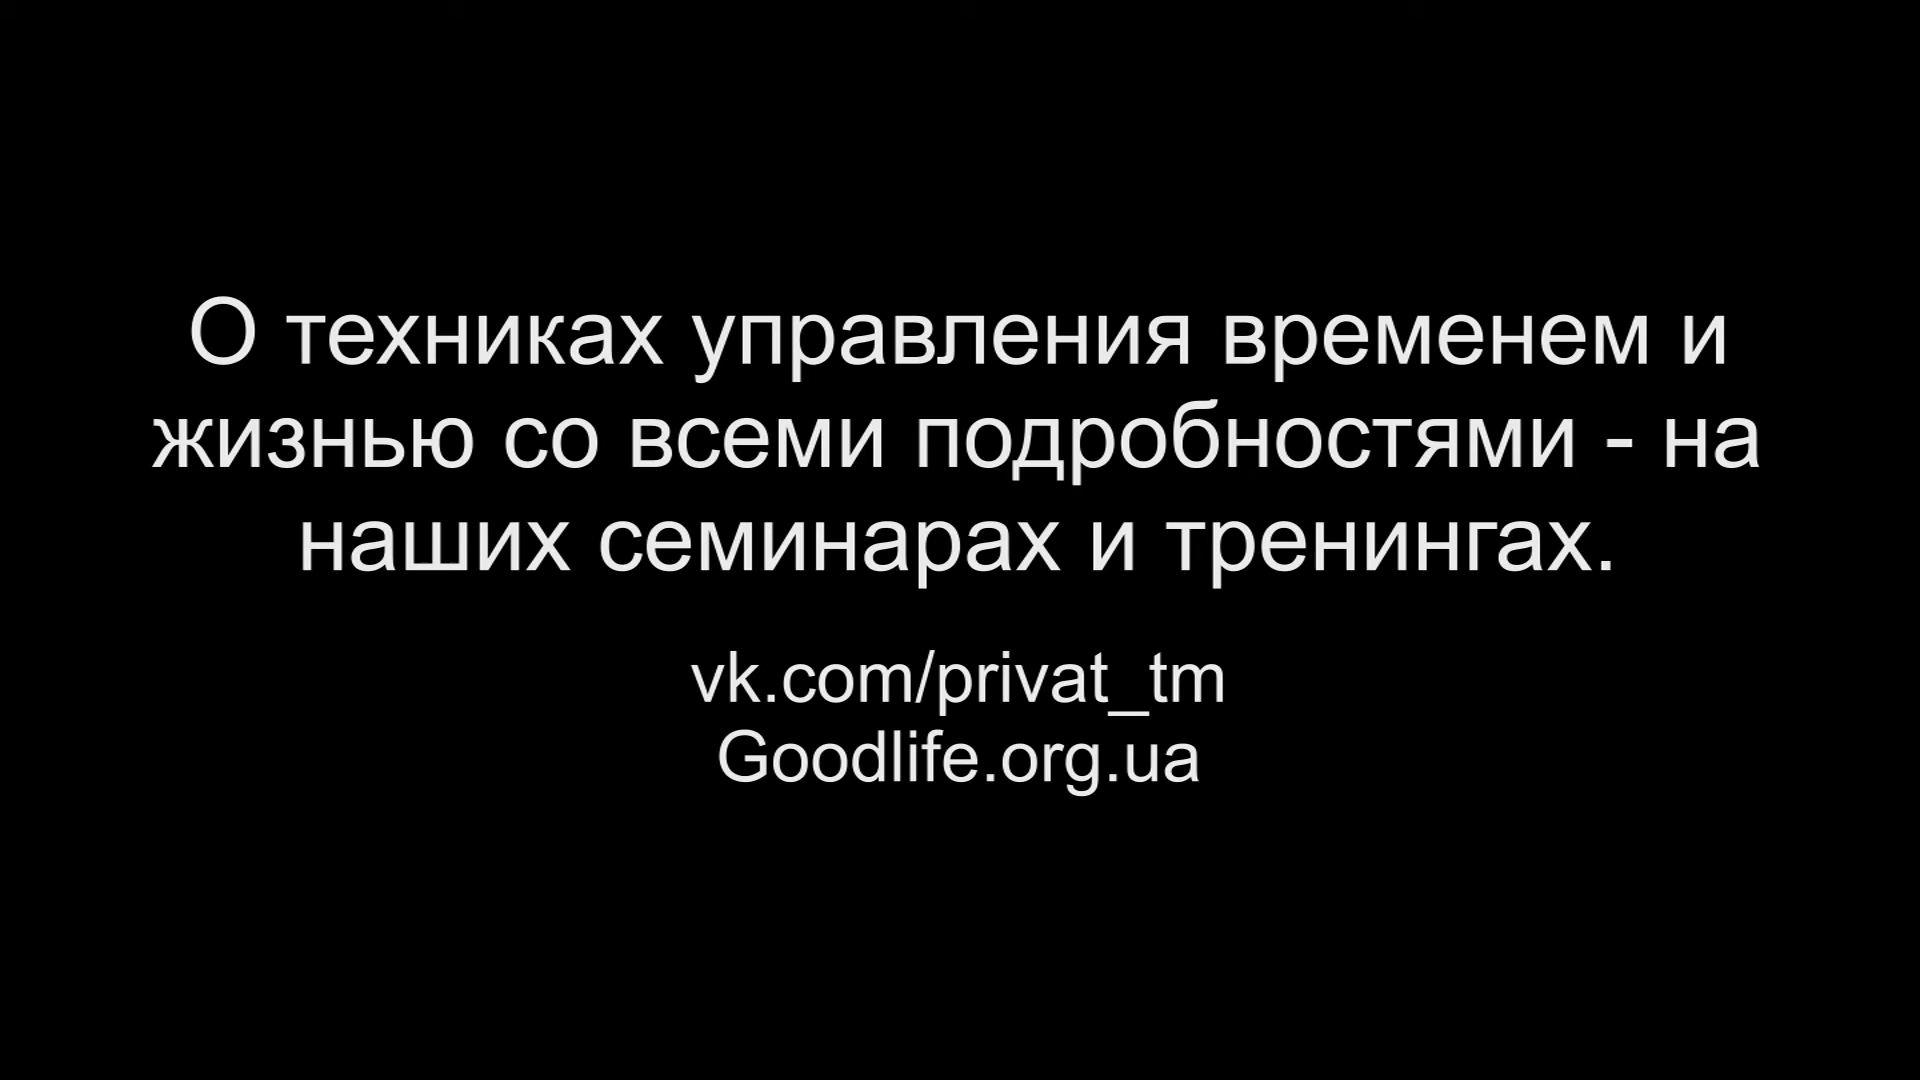 О техниках управления временем и
жизнью со всеми подробностями - на
наших семинарах и тренингах.
vk.com/privat_tm
Goodlife.org.ua